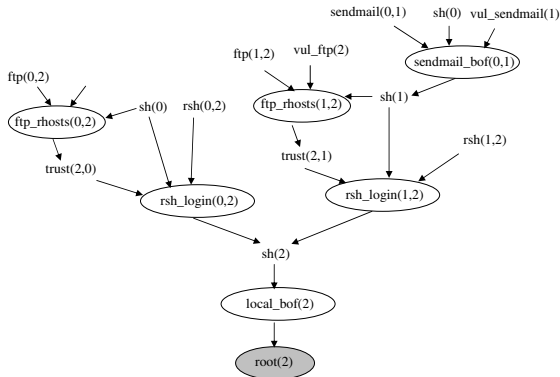 sendmail(0,1)
sh(0)
vul_sendmail(1)
ftp(1,2)
vul_ftp(2)
sendmail_bof(0,1)
ftp(0,2)
sh(0)
rsh(0,2)
ftp_rhosts(1,2)
sh(1)
ftp_rhosts(0,2)
rsh(1,2)
trust(2,1)
trust(2,0)
rsh_login(0,2)
rsh_login(1,2)
sh(2)
local_bof(2)
root(2)